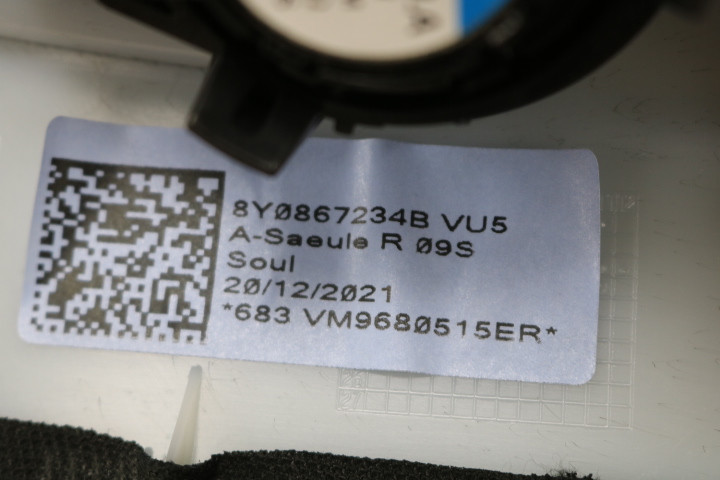 8Y0867234B VU5
A-Saeule R 09S
Soul
20/12/2021
*683 VM9680515ER*